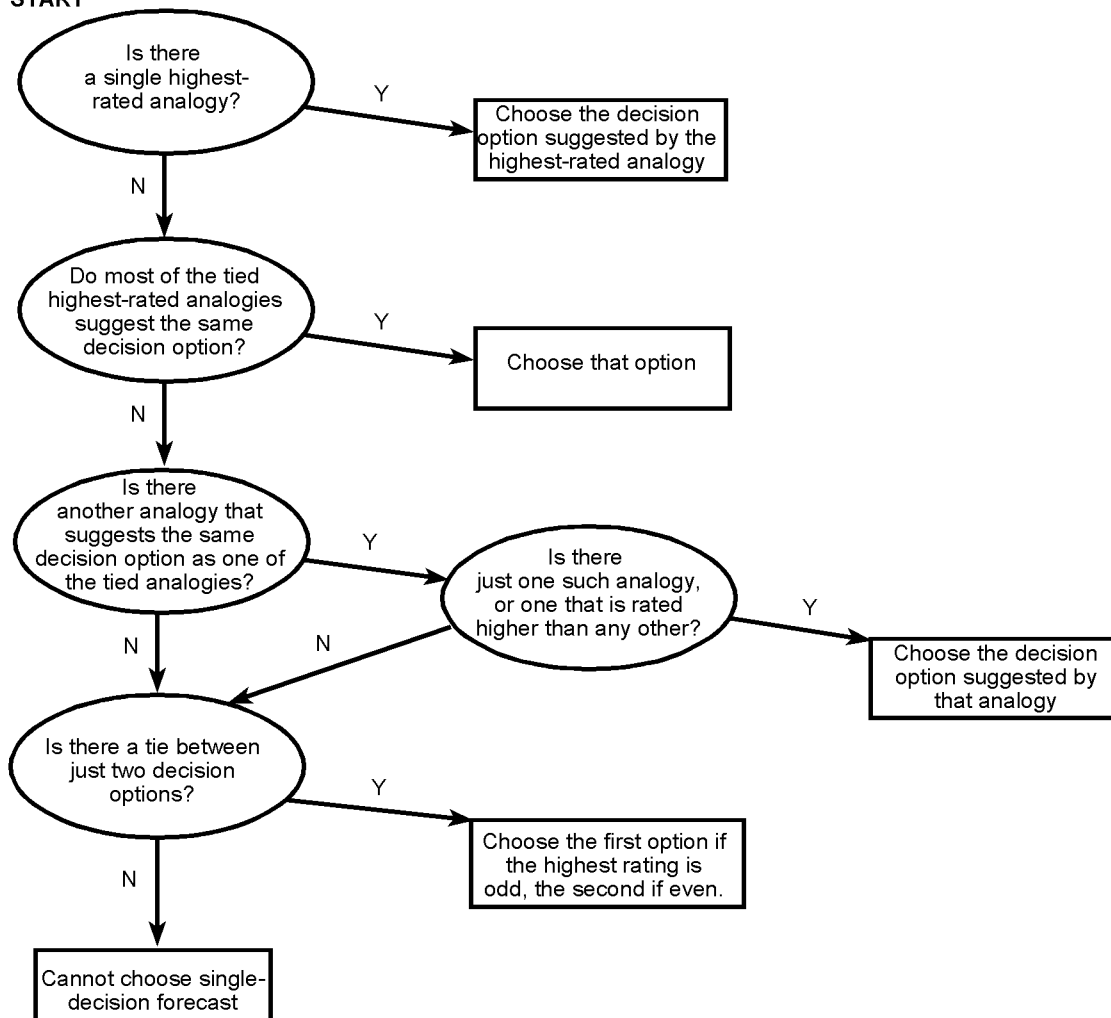 START
Is there
a single highest-
rated analogy?
Y
Choose the decision
option suggested by the
highest-rated analogy
N
Do most of the tied
highest-rated analogies
suggest the same
decision option?
Y
Choose that option
N
Is there
another analogy that
suggests the same
decision option as one of
the tied analogies?
Y
Is there
just one such analogy,
or one that is rated
higher than any other?
Y
Choose the decision
option suggested by
that analogy
N
N
Is there a tie between
just two decision
options?
Y
Choose the first option if
the highest rating is
odd, the second if even.
N
Cannot choose single-
decision forecast